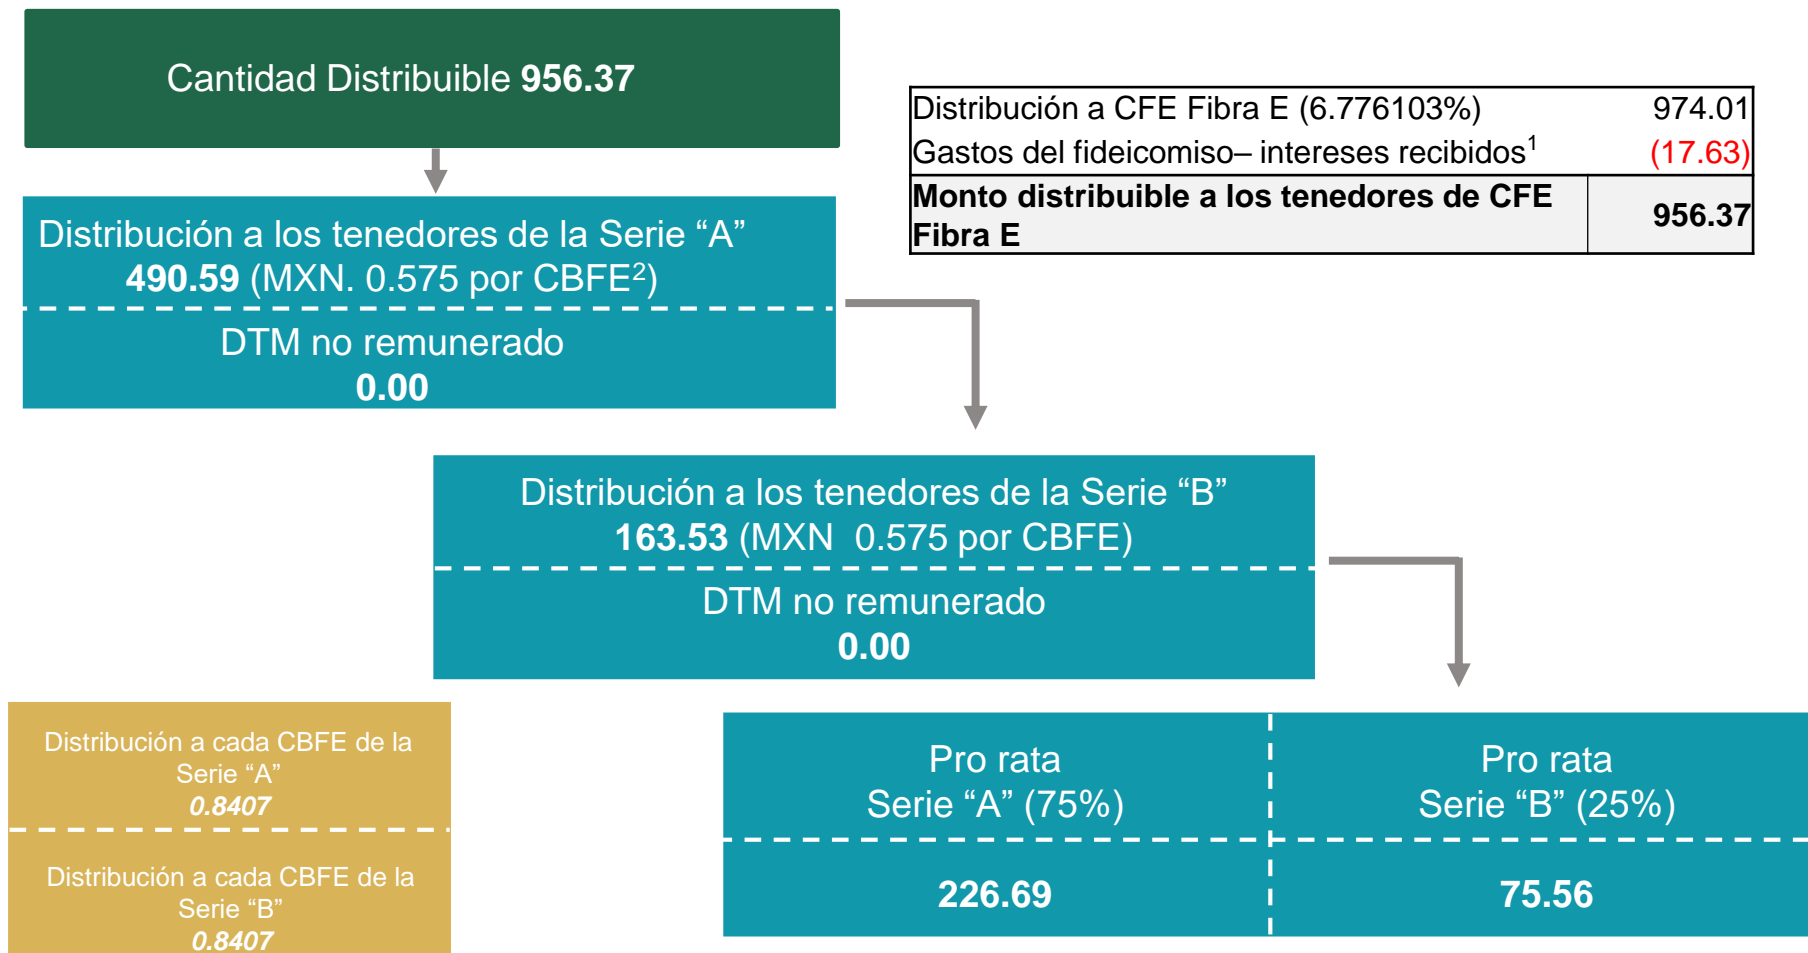 Cantidad Distribuible 956.37
Distribución a CFE Fibra E (6.776103%) 974.01
Gastos del fideicomiso– intereses recibidos¹ (17.63)
Monto distribuible a los tenedores de CFE
Fibra E 956.37
Distribución a los tenedores de la Serie “A”
490.59 (MXN. 0.575 por CBFE²)
DTM no remunerado
0.00
Distribución a los tenedores de la Serie “B”
163.53 (MXN  0.575 por CBFE)
DTM no remunerado
0.00
Distribución a cada CBFE de la
Serie “A”
0.8407
Distribución a cada CBFE de la
Serie “B”
0.8407
Pro rata
Serie “A” (75%)
226.69
Pro rata
Serie “B” (25%)
75.56